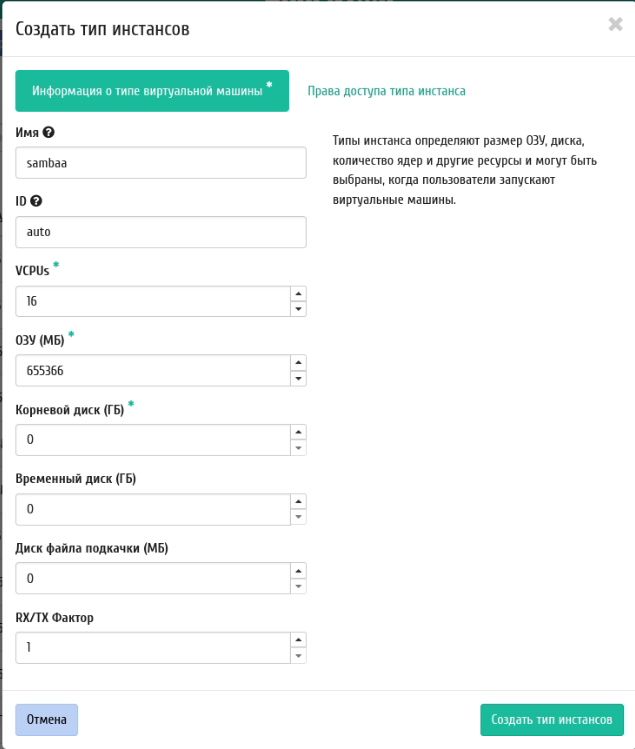 Создать тип инстансов
Информация о типе виртуальной машины *
Права доступа типа инстанса
Имя
sambaa
Типы инстанса определяют размер ОЗУ, диска,
количество ядер и другие ресурсы и могут быть
выбраны, когда пользователи запускают
виртуальные машины.
ID
auto
VCPUs *
16
ОЗУ (МБ) *
655366
Корневой диск (ГБ) *
0
Временный диск (ГБ)
0
Диск файла подкачки (МБ)
0
RX/TX Фактор
1
Отмена
Создать тип инстансов